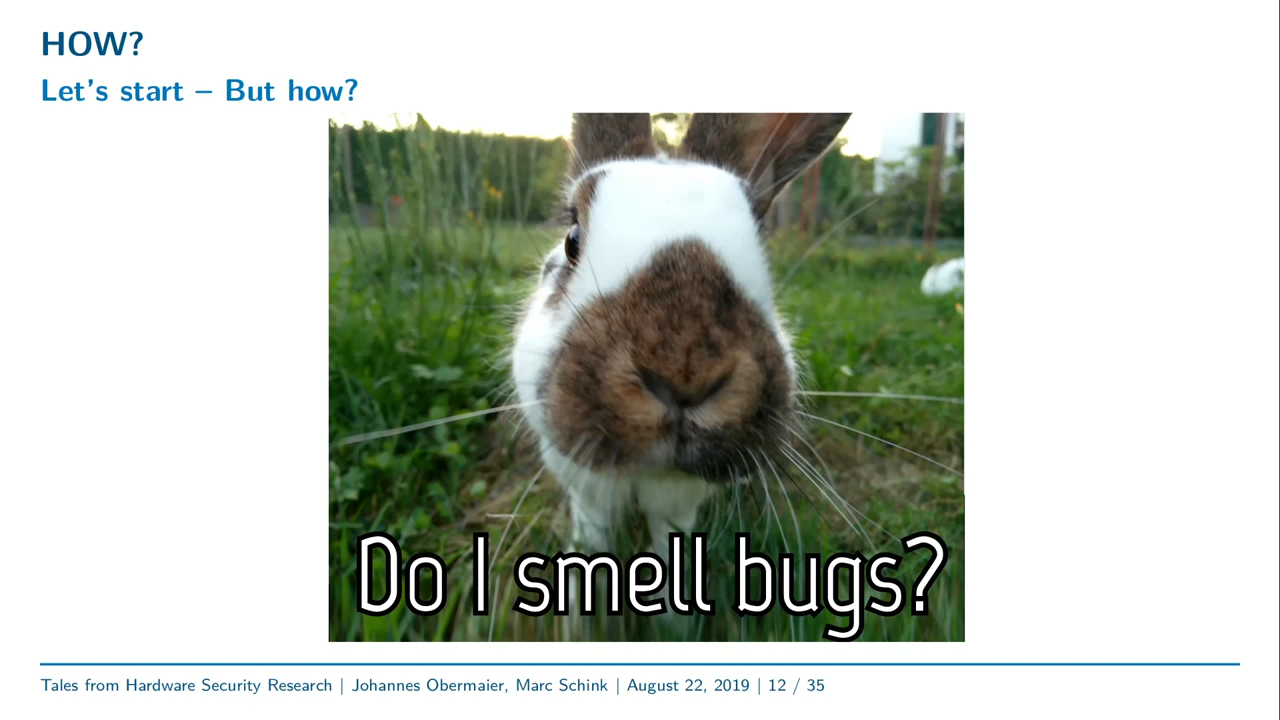 HOW?
Let's start – But how?
Do I smell bugs?
Tales from Hardware Security Research | Johannes Obermaier, Marc Schink | August 22, 2019 | 12 / 35